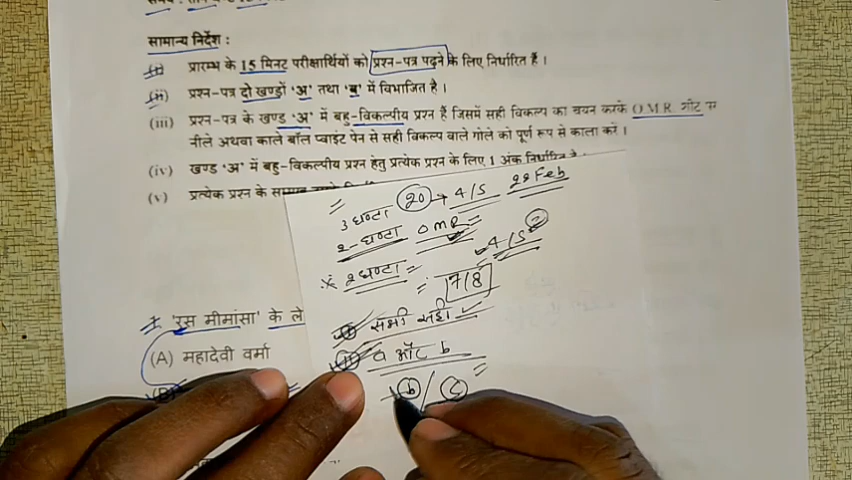 सामान्य निर्देश :
(i) प्रारम्भ के 15 मिनट परीक्षार्थियों को प्रश्न-पत्र पढ़ने के लिए निर्धारित हैं ।
(ii) प्रश्न-पत्र दो खण्डों 'अ' तथा 'ब' में विभाजित है ।
(iii) प्रश्न-पत्र के खण्ड 'अ' में बहु-विकल्पीय प्रश्न हैं जिसमें सही विकल्प का चयन करके O.M.R. शीट पर
नीले अथवा काले बॉल प्वाइंट पेन से सही विकल्प वाले गोले को पूर्ण रूप से काला करें ।
(iv) खण्ड 'अ' में बहु-विकल्पीय प्रश्न हेतु प्रत्येक प्रश्न के लिए 1 अंक निर्धारित है
(v) प्रत्येक प्रश्न के
3 घण्टा 20 → 4/5 22 Feb
2-घण्टा OMR
4/5 2
2 घण्टा
7/8
सभी सही
a और b
b / c
'रस मीमांसा' के ले
(A) महादेवी वर्मा